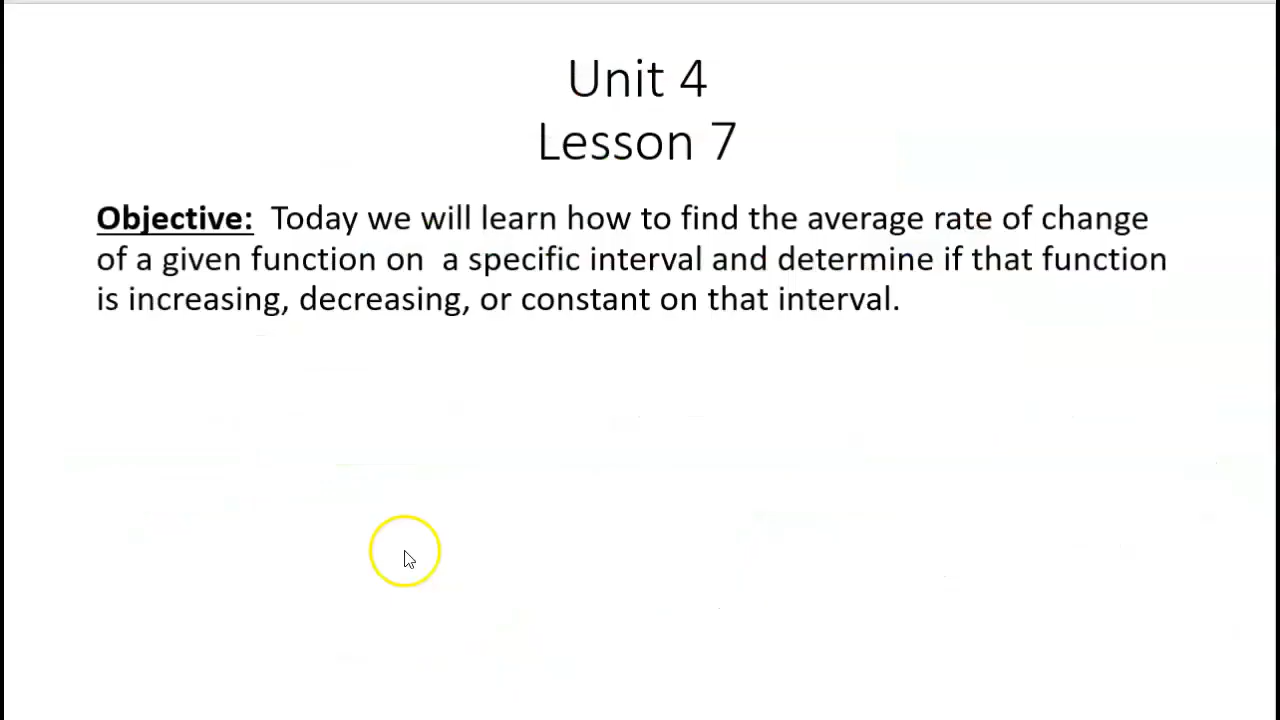 Unit 4
Lesson 7
Objective:  Today we will learn how to find the average rate of change
of a given function on  a specific interval and determine if that function
is increasing, decreasing, or constant on that interval.